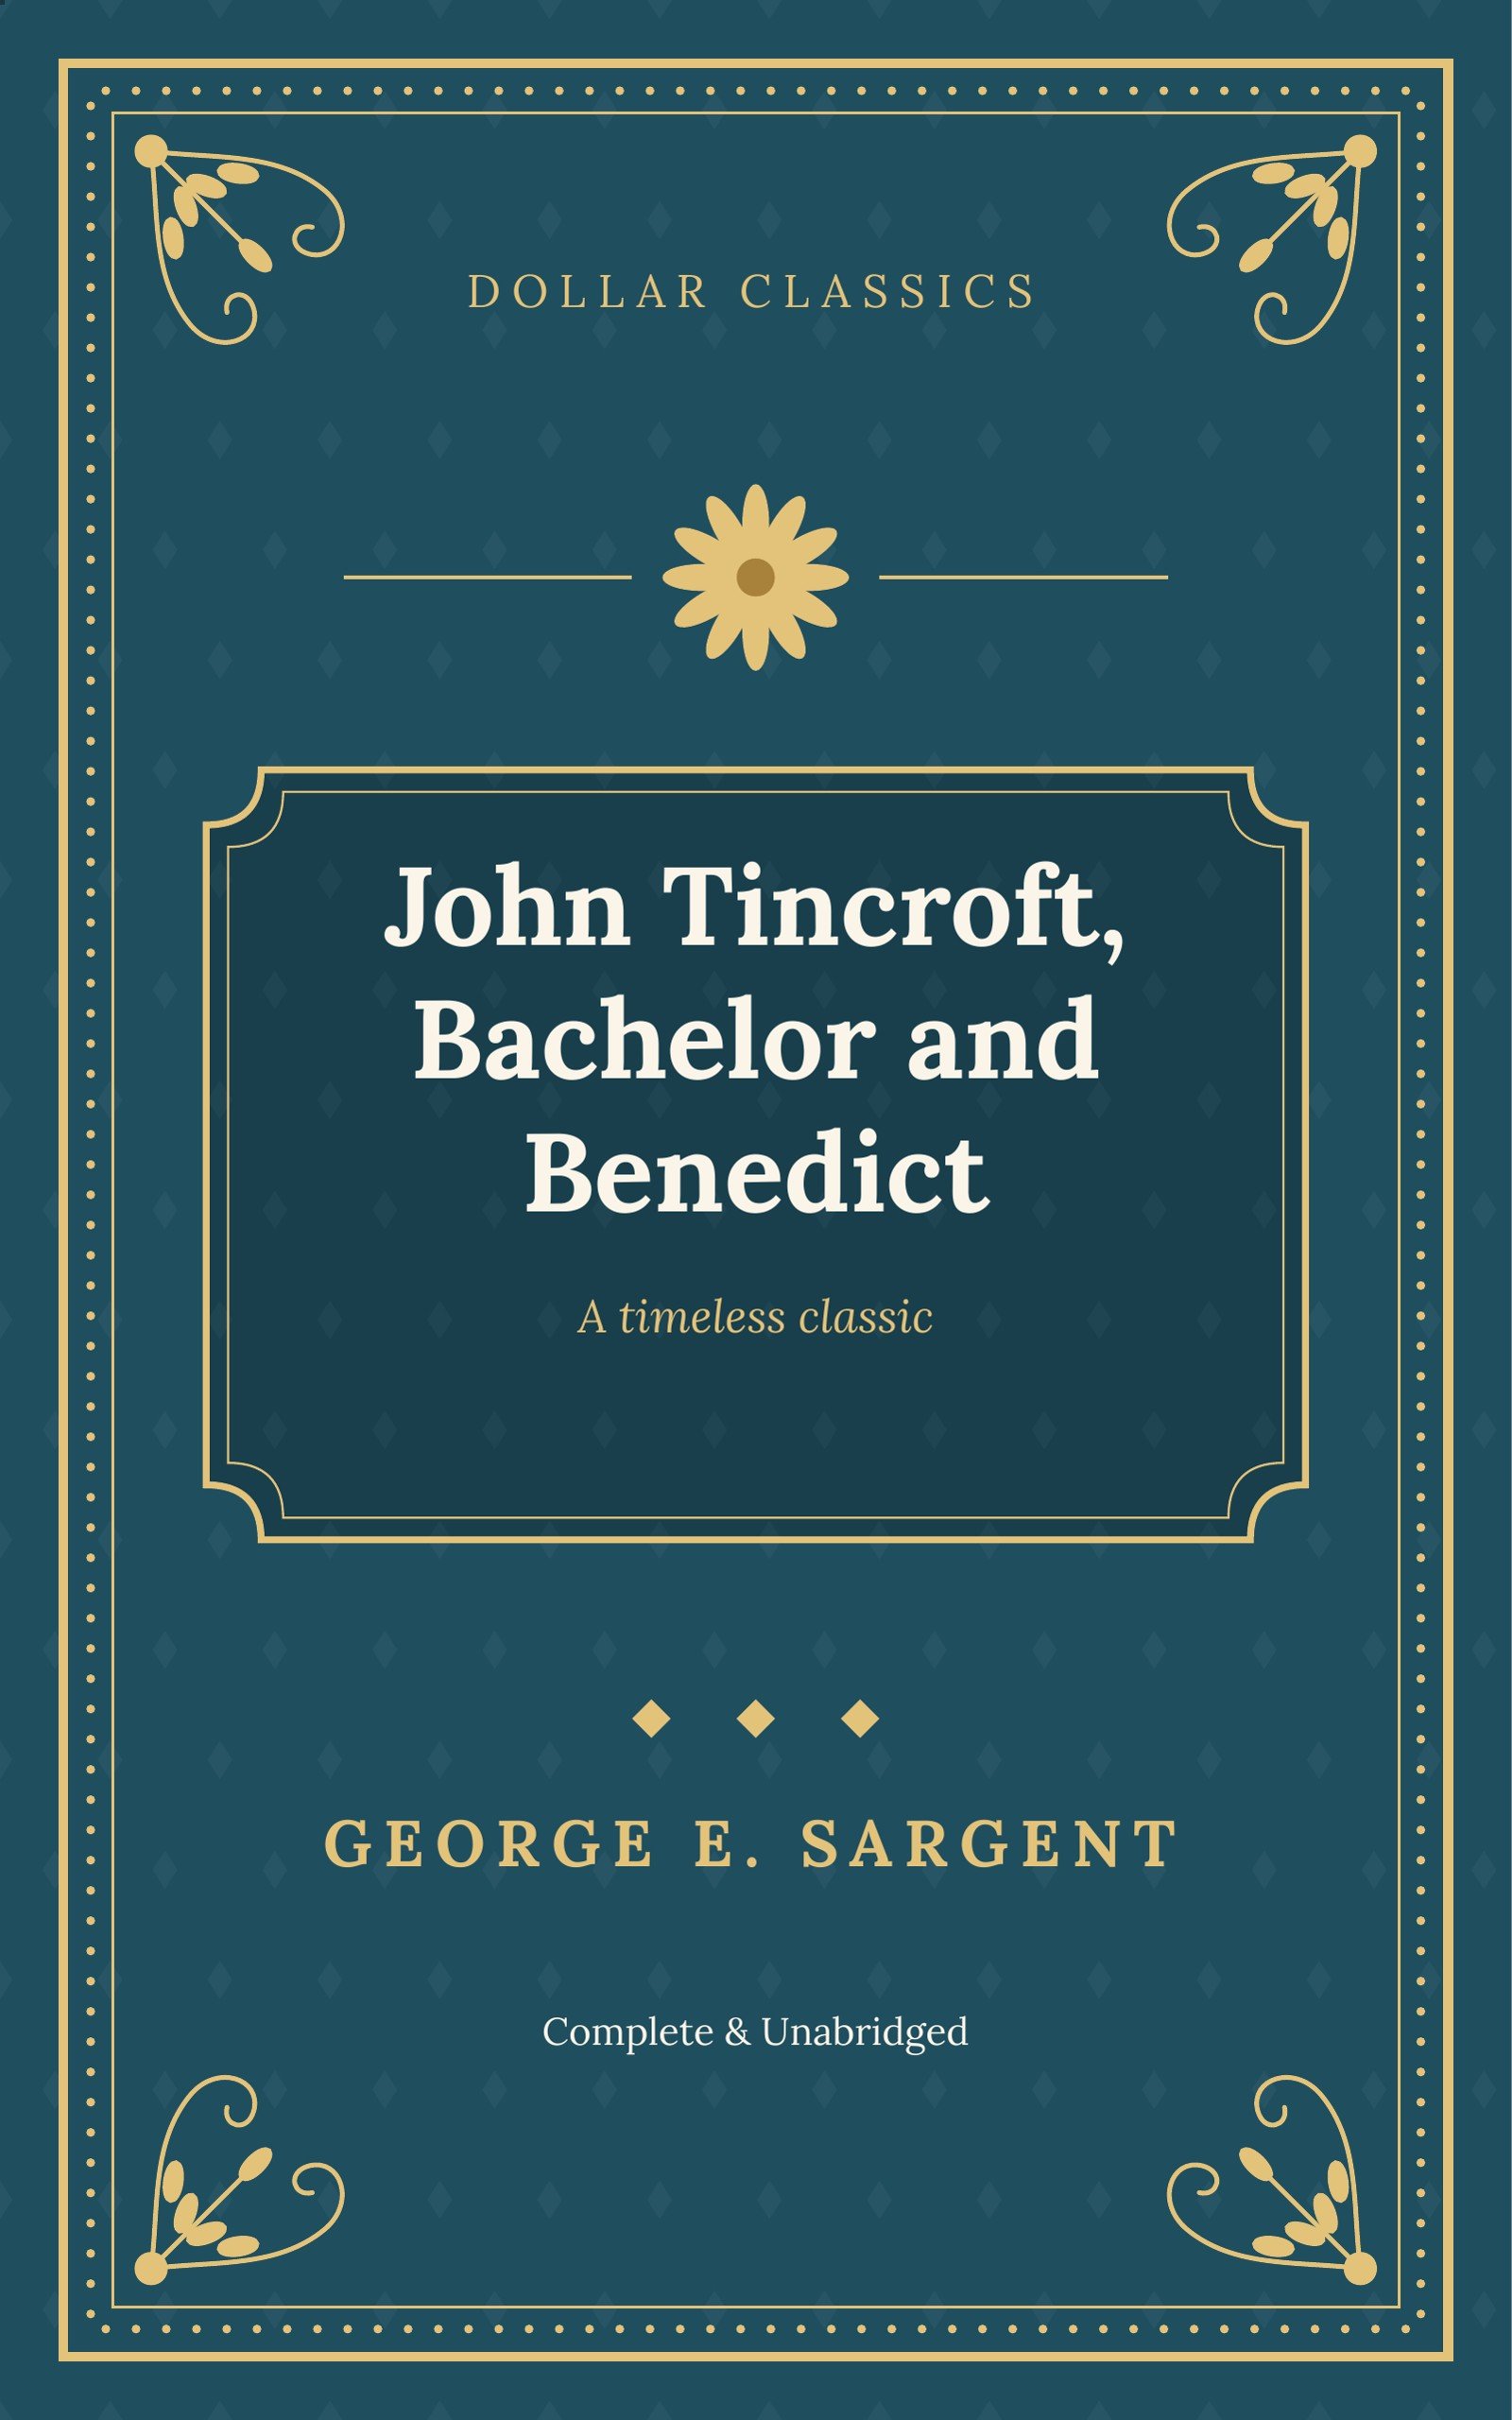 DOLLAR CLASSICS
John Tincroft,
Bachelor and
Benedict
A timeless classic
GEORGE E. SARGENT
Complete & Unabridged